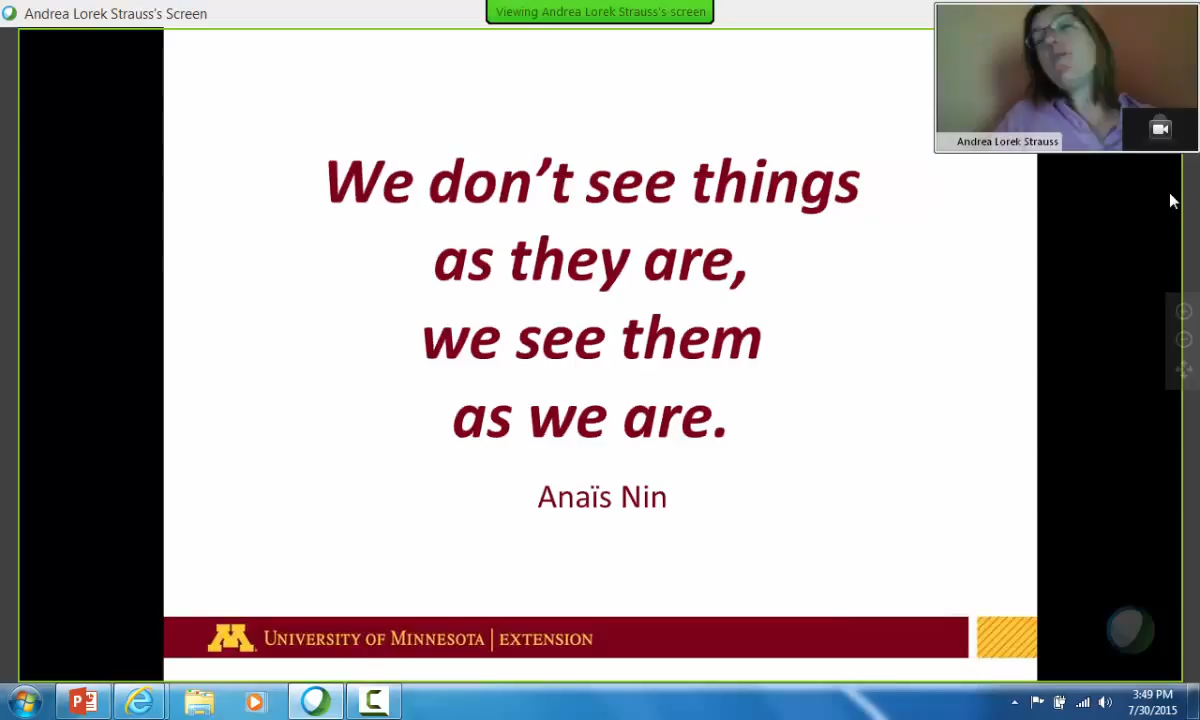 Andrea Lorek Strauss's Screen
Viewing Andrea Lorek Strauss's-screen
Andrea Lorek Strauss
We don't see things
as they are,
we see them
as we are.
Anaïs Nin
M
UNIVERSITY OF MINNESOTA | EXTENSION
3:49 PM
7/30/2015